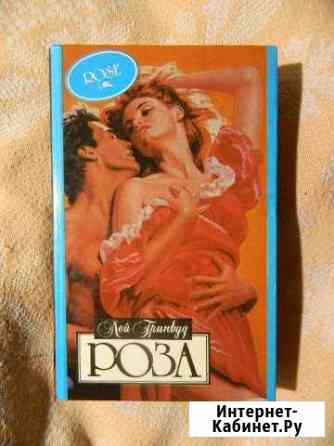 ROSE
Лей Гринвуд
РОЗА
Интернет-
Кабинет.Ру